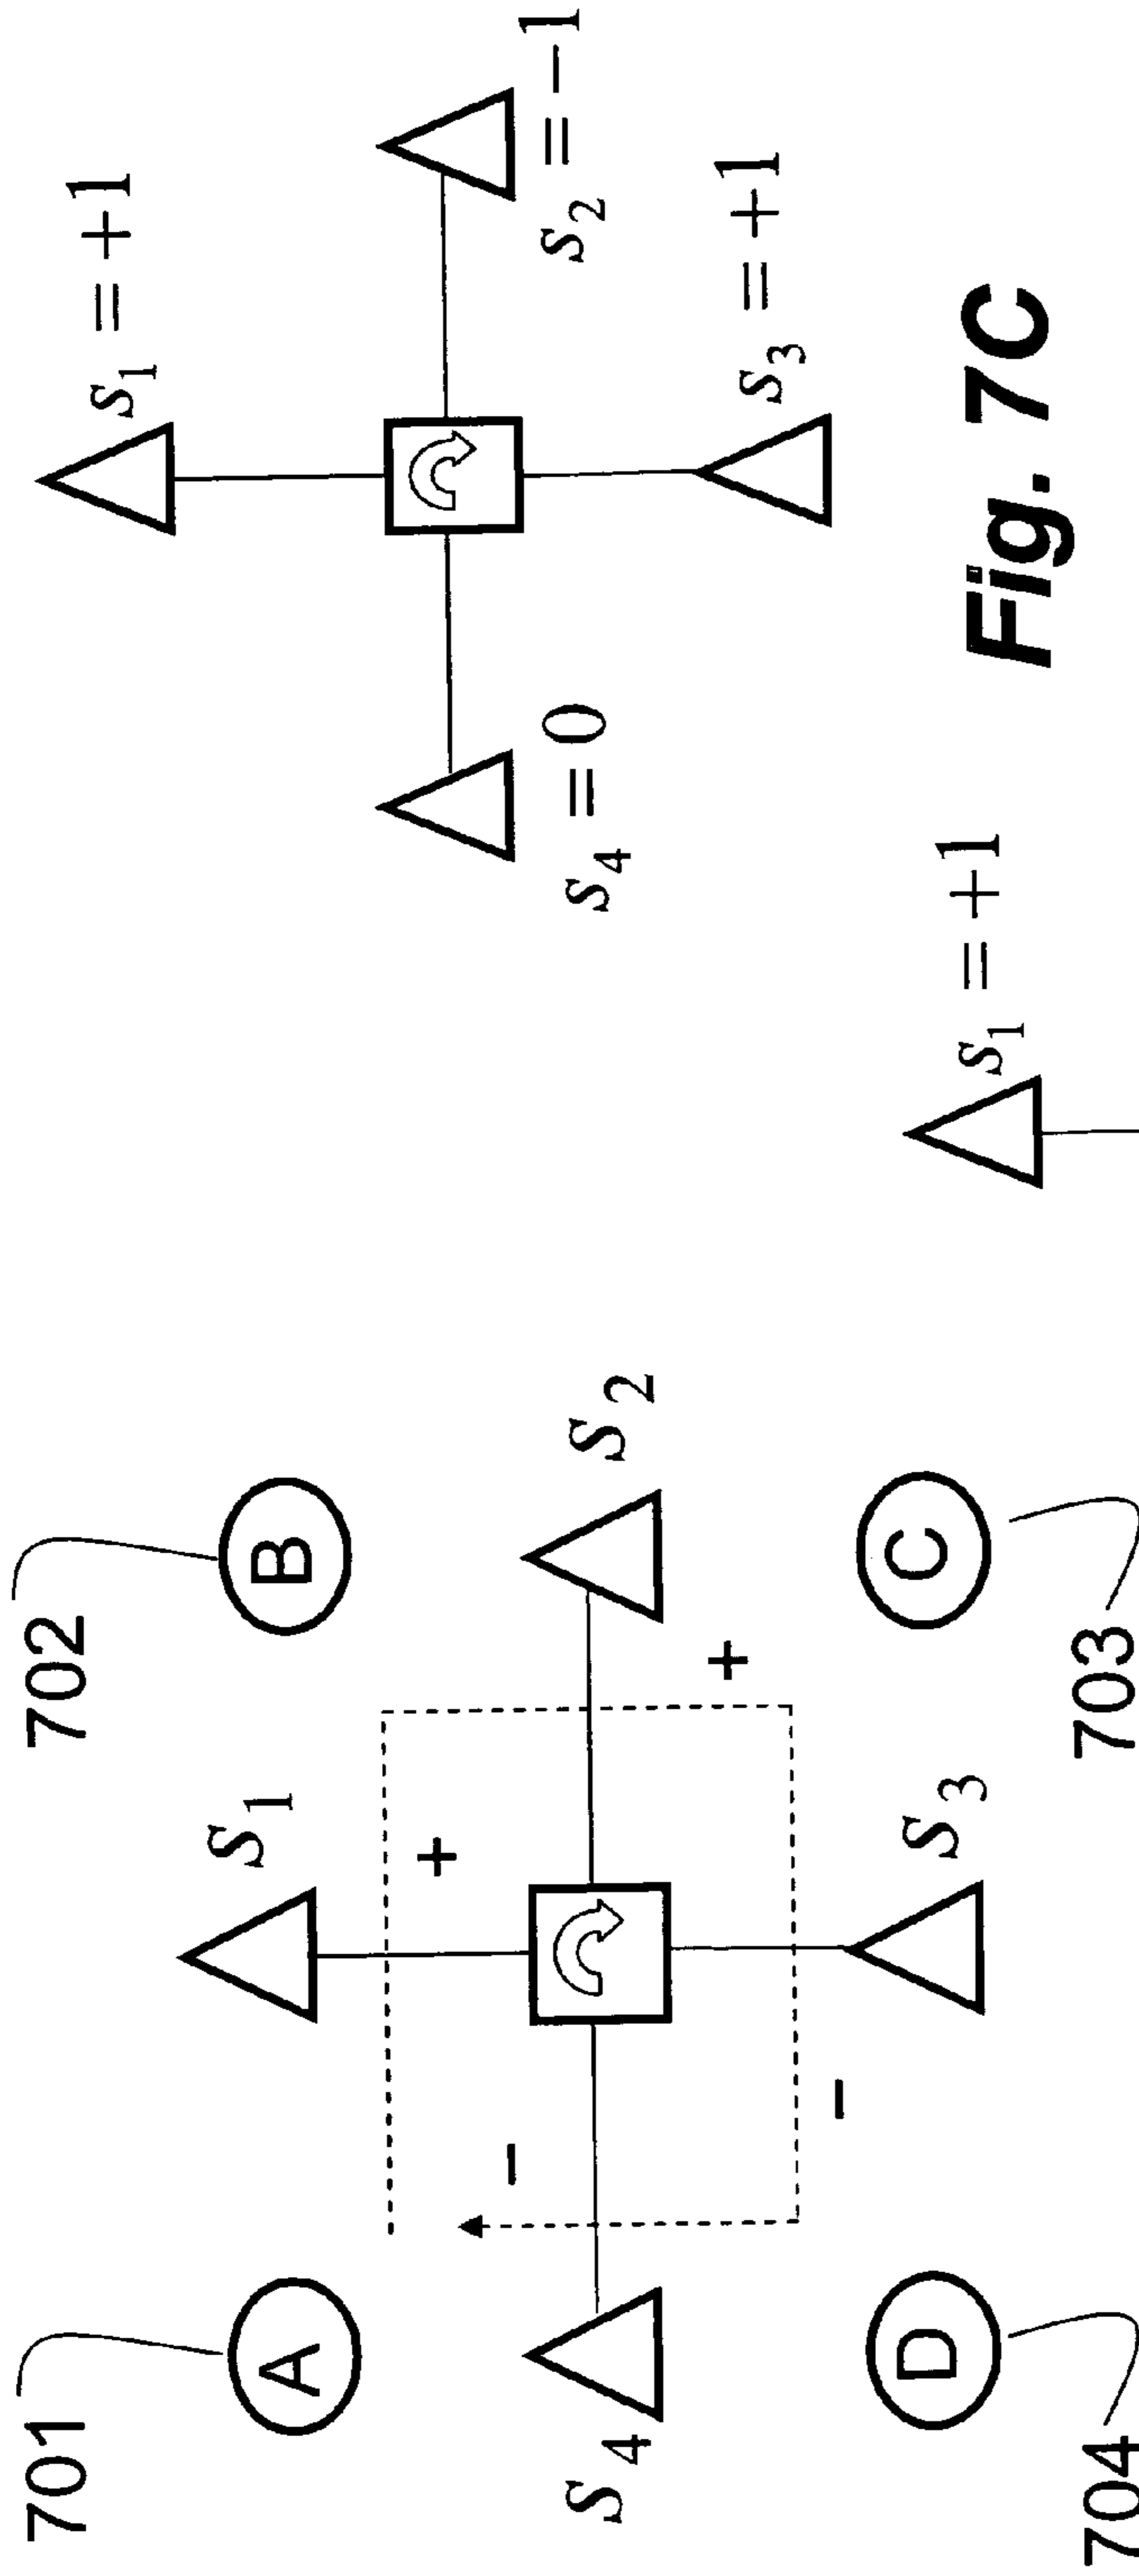 701
702
A
B
S1
+
−
S4
S2
+
−
D
S3
C
704
703
s1 = +1
s4 = 0
s2 = −1
s3 = +1
Fig. 7C
s1 = +1